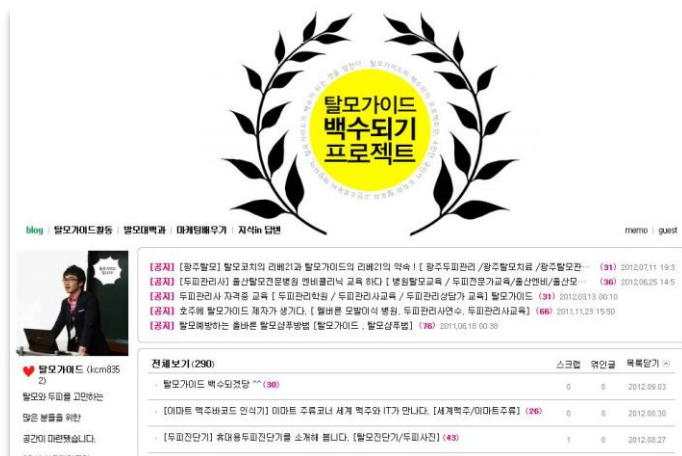 탈모가이드
백수되기
프로젝트
blog | 탈모가이드활동 | 발모대백과 | 마케팅배우기 | 지식in 답변
memo | guest
[공지] [광주탈모] 탈모코치의 리베21과 탈모가이드의 리베21의 약속 ! [ 광주두피관리 /광주탈모치료 /광주탈모관··· (31) 2012,07,11 19:3
[공지] [두피관리사] 울산탈모전문병원 엔비클리닉 교육 하다 [ 병원탈모교육 / 두피전문가교육/울산엔비/울산모··· (36) 2012,06,25 14:5
[공지] 두피관리사 자격증 교육 [ 두피관리학원 / 두피관리사교육 / 두피관리상담가 교육] 탈모가이드 (31) 2012,03,13 00:10
[공지] 호주에 탈모가이드 제자가 생기다. [ 멜버른 모발이식 병원, 두피관리사연수, 두피관리사교육] (66) 2011,11,23 15:50
[공지] 탈모예방하는 올바른 탈모샴푸방법 [탈모가이드 , 탈모샴푸법] (76) 2011,06,18 00:38
탈모가이드 (kcm835
2)
탈모와 두피를 고민하는
많은 분들을 위한
공간이 마련됐습니다.
전체보기 (290)
스크랩 엮인글 목록닫기
· 탈모가이드 백수되겠당 ^^ (30) 0 0 2012.09.03
· [이마트 맥주바코드 인식기] 이마트 주류코너 세계 맥주와 IT가 만나다. [세계맥주/이마트주류] (26) 0 0 2012.08.30
· [두피진단기] 휴대용두피진단기를 소개해 봅니다. [탈모진단기/두피사진] (43) 1 0 2012.08.27